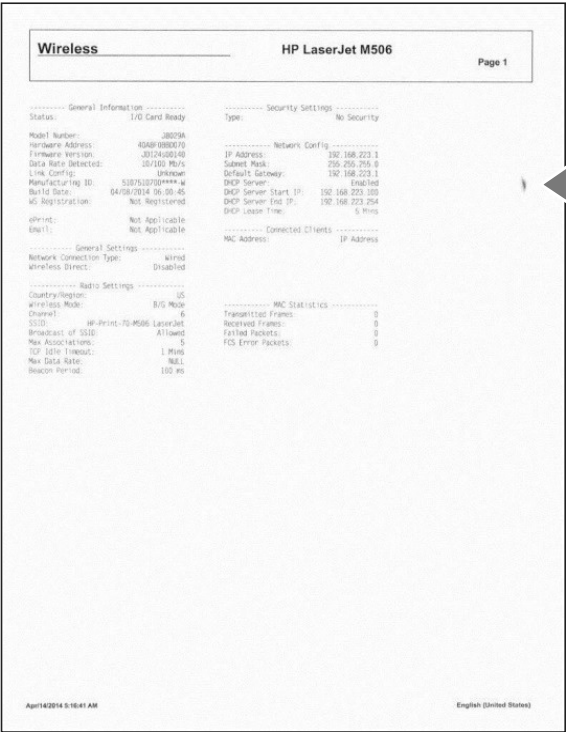 Wireless
HP LaserJet M506
Page 1
---------- General Information ----------
Status: I/O Card Ready
Model Number: J8029A
Hardware Address:
Firmware Version:
Data Rate Detected: 10/100 Mb/s
Link Config: Unknown
Manufacturing ID:
Build Date: 04/08/2014 06:00:45
WS Registration: Not Registered
ePrint: Not Applicable
Email: Not Applicable
---------- General Settings ----------
Network Connection Type: Wired
Wireless Direct: Disabled
---------- Radio Settings ----------
Country/Region: US
Wireless Mode: B/G Mode
Channel: 6
SSID: HP-Print-70-M506 LaserJet
Broadcast of SSID: Allowed
Max Associations: 5
TCP Idle Timeout: 1 Mins
Max Data Rate: NULL
Beacon Period: 100 ms
---------- Security Settings ----------
Type: No Security
---------- Network Config ----------
IP Address: 192.168.223.1
Subnet Mask: 255.255.255.0
Default Gateway: 192.168.223.1
DHCP Server: Enabled
DHCP Server Start IP: 192.168.223.100
DHCP Server End IP: 192.168.223.254
DHCP Lease Time: 5 Mins
---------- Connected Clients ----------
MAC Address: IP Address
---------- MAC Statistics ----------
Transmitted Frames: 0
Received Frames: 0
Failed Packets: 0
FCS Error Packets: 0
Apr/14/2014 5:16:41 AM
English (United States)